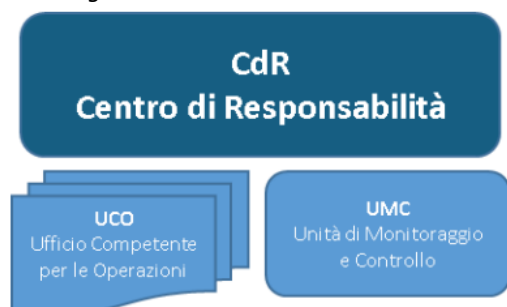 CdR
Centro di Responsabilità
UCO
Ufficio Competente
per le Operazioni
UMC
Unità di Monitoraggio
e Controllo